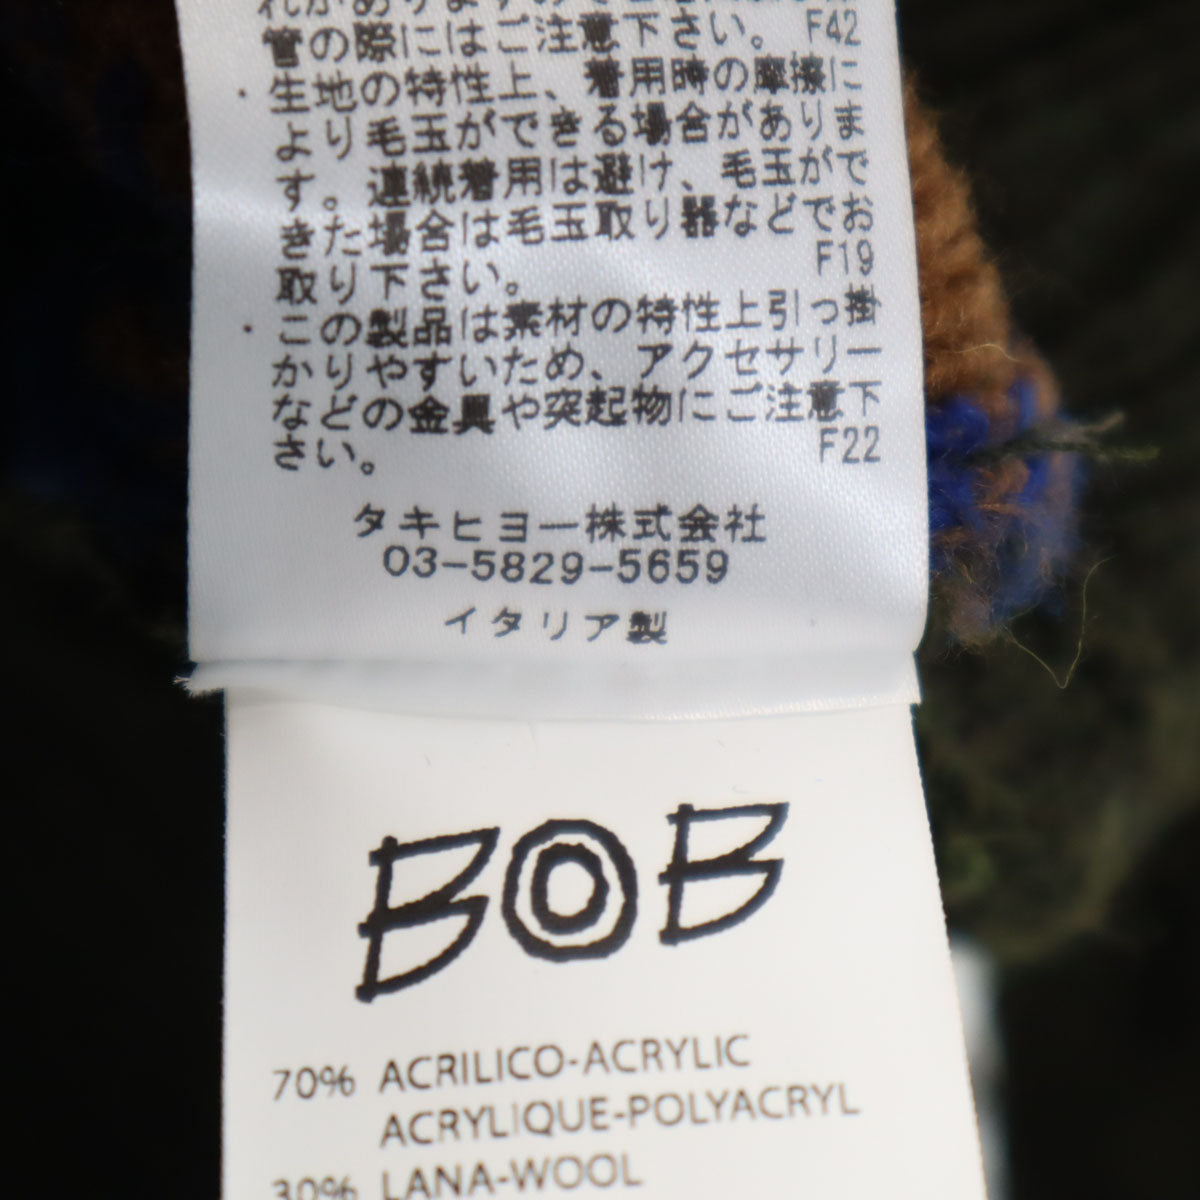 管の際にはご注意下さい。 F42
・生地の特性上、着用時の摩擦に
より毛玉ができる場合がありま
す。連続着用は避け、毛玉がで
きた場合は毛玉取り器などでお
取り下さい。 F19
・この製品は素材の特性上引っ掛
かりやすいため、アクセサリー
などの金具や突起物にご注意下
さい。 F22
タキヒヨー株式会社
03-5829-5659
イタリア製
BOB
70% ACRILICO-ACRYLIC
ACRYLIQUE-POLYACRYL
30% LANA-WOOL